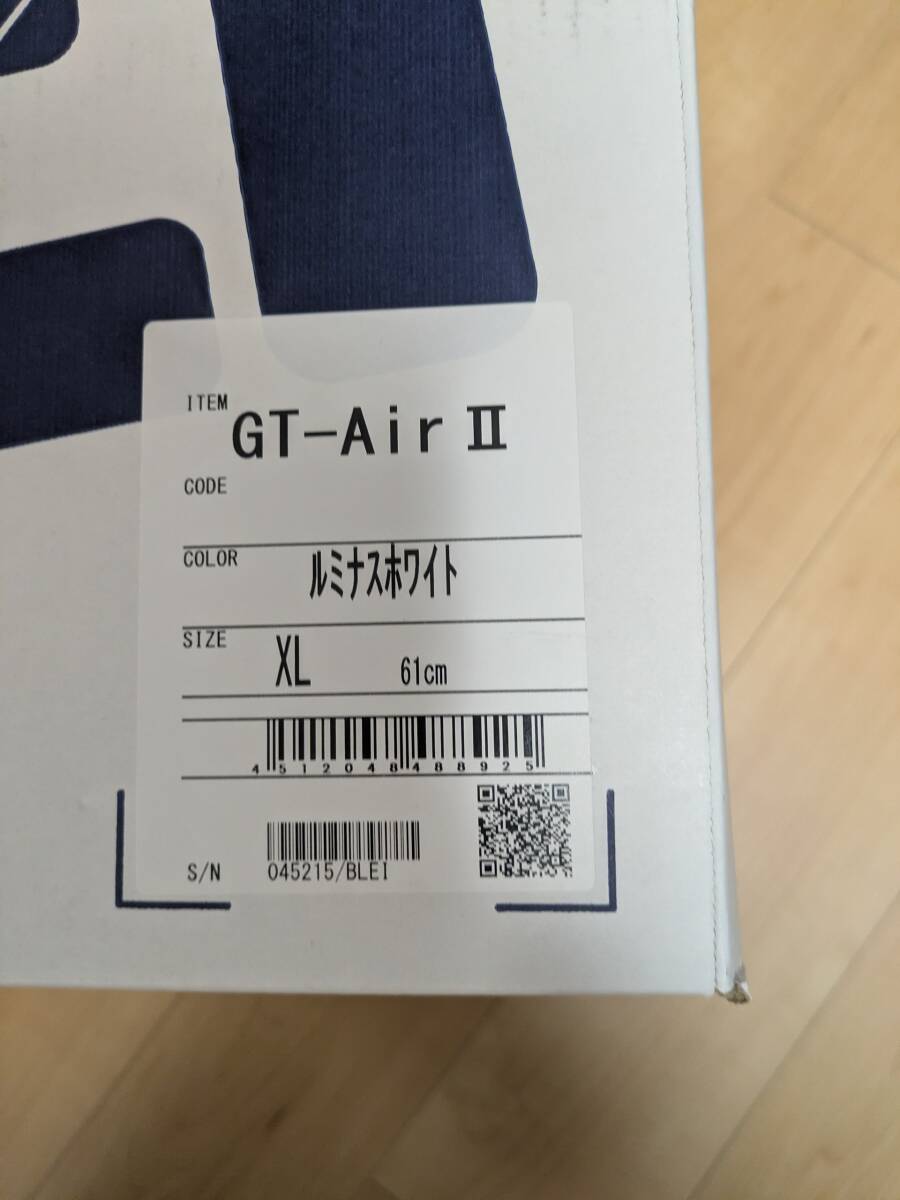 ITEM
GT-Air Ⅱ
CODE
COLOR
ルミナスホワイト
SIZE
XL 61cm
4512048488925
S/N
045215/BLEI